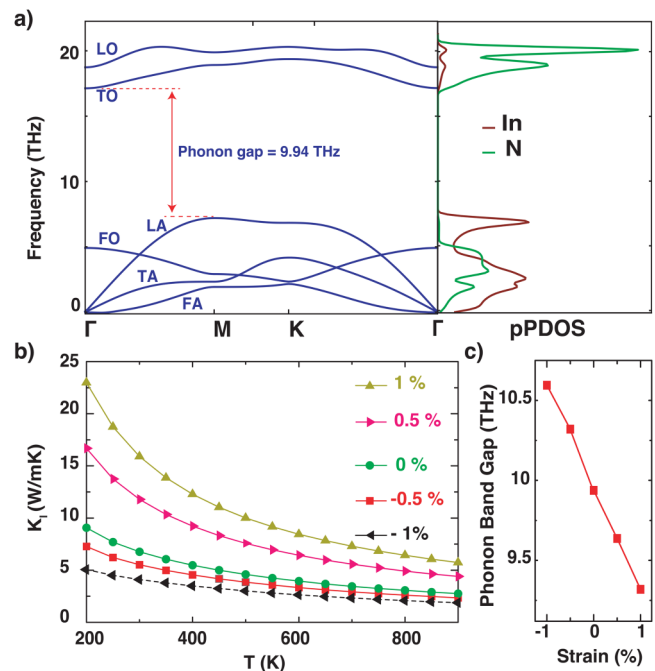 a)
20
10
0
Frequency (THz)
LO
TO
Phonon gap = 9.94 THz
LA
FO
TA
FA
Γ M K Γ
In
N
pPDOS
b)
25
20
15
10
5
0
K_l (W/mK)
1 %
0.5 %
0 %
-0.5 %
- 1%
200 400 600 800
T (K)
c)
10.5
10
9.5
Phonon Band Gap (THz)
-1 0 1
Strain (%)